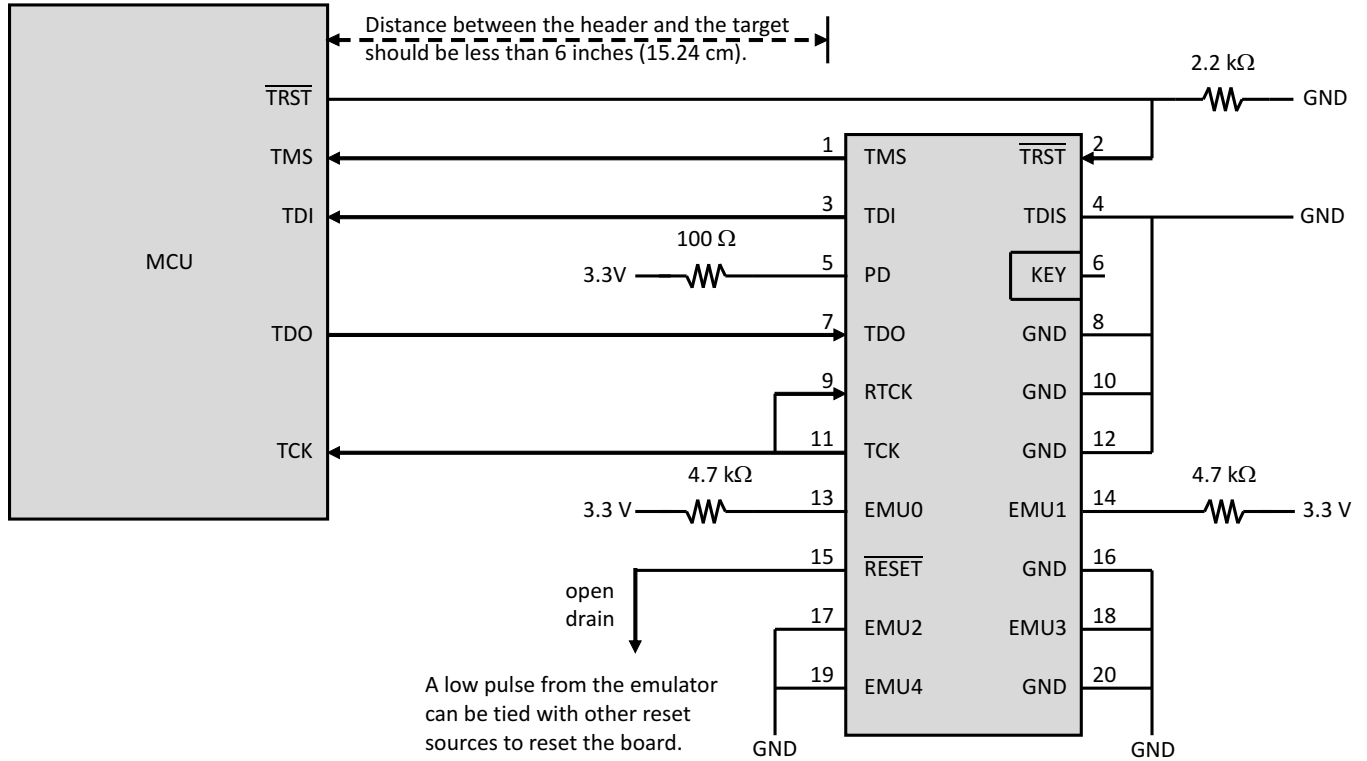 Distance between the header and the target
should be less than 6 inches (15.24 cm).
2.2 kΩ
TRST
GND
1
TMS
2
TRST
TMS
3
TDI
4
TDIS
TDI
GND
100 Ω
MCU
3.3V
5
PD
6
KEY
7
TDO
8
GND
TDO
9
RTCK
10
GND
11
TCK
12
GND
TCK
4.7 kΩ
4.7 kΩ
3.3 V
13
EMU0
14
EMU1
3.3 V
15
RESET
16
GND
open
drain
17
EMU2
18
EMU3
19
EMU4
20
GND
A low pulse from the emulator
can be tied with other reset
sources to reset the board.
GND
GND